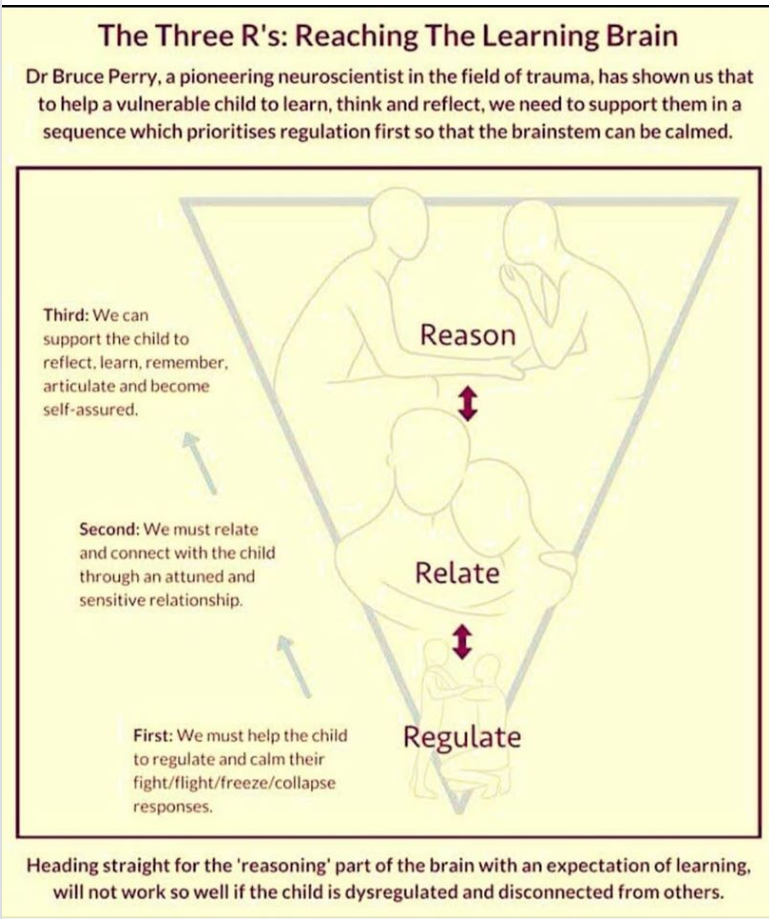 The Three R's: Reaching The Learning Brain
Dr Bruce Perry, a pioneering neuroscientist in the field of trauma, has shown us that
to help a vulnerable child to learn, think and reflect, we need to support them in a
sequence which prioritises regulation first so that the brainstem can be calmed.
Reason
Third: We can
support the child to
reflect, learn, remember,
articulate and become
self-assured.
Relate
Second: We must relate
and connect with the child
through an attuned and
sensitive relationship.
Regulate
First: We must help the child
to regulate and calm their
fight/flight/freeze/collapse
responses.
Heading straight for the 'reasoning' part of the brain with an expectation of learning,
will not work so well if the child is dysregulated and disconnected from others.